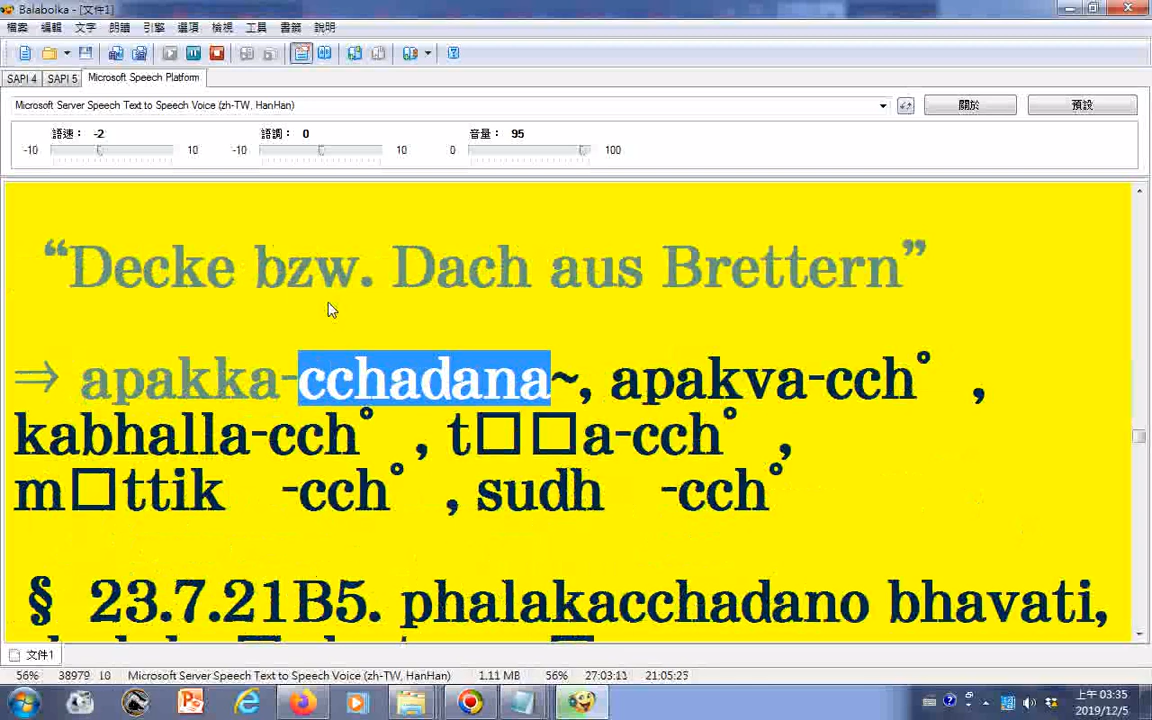 Balabolka - [文件1]
檔案 編輯 文字 朗讀 引擎 選項 檢視 工具 書籤 說明
SAPI 4 SAPI 5 Microsoft Speech Platform
Microsoft Server Speech Text to Speech Voice (zh-TW, HanHan) 關於 預設
語速： -2 語調： 0 音量： 95
-10 10 -10 10 0 100
“Decke bzw. Dach aus Brettern”
⇒ apakka-cchadana~, apakva-cch° ,
kabhalla-cch° , t□□a-cch° ,
m□ttik -cch° , sudh -cch°
§ 23.7.21B5. phalakacchadano bhavati,
文件1
56% 38979 10 Microsoft Server Speech Text to Speech Voice (zh-TW, HanHan) 1.11 MB 56% 27:03:11 21:05:25
上午 03:35
2019/12/5